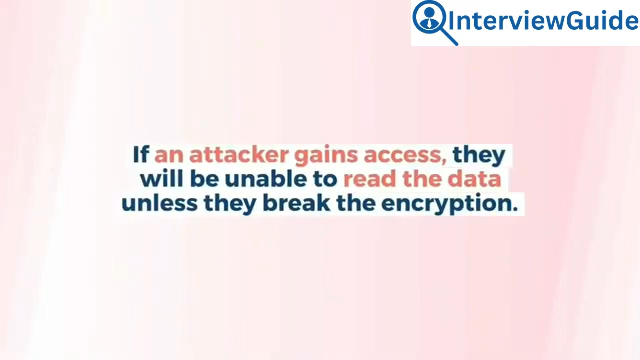 InterviewGuide
If an attacker gains access, they
will be unable to read the data
unless they break the encryption.